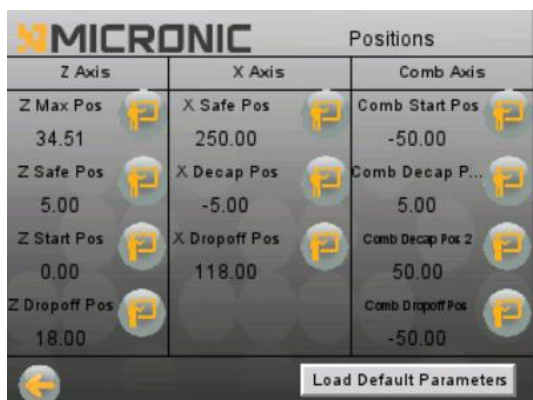 MICRONIC
Positions
Z Axis
X Axis
Comb Axis
Z Max Pos
34.51
Z Safe Pos
5.00
Z Start Pos
0.00
Z Dropoff Pos
18.00
X Safe Pos
250.00
X Decap Pos
-5.00
X Dropoff Pos
118.00
Comb Start Pos
-50.00
Comb Decap P...
5.00
Comb Decap Pos 2
50.00
Comb Dropoff Pos
-50.00
Load Default Parameters